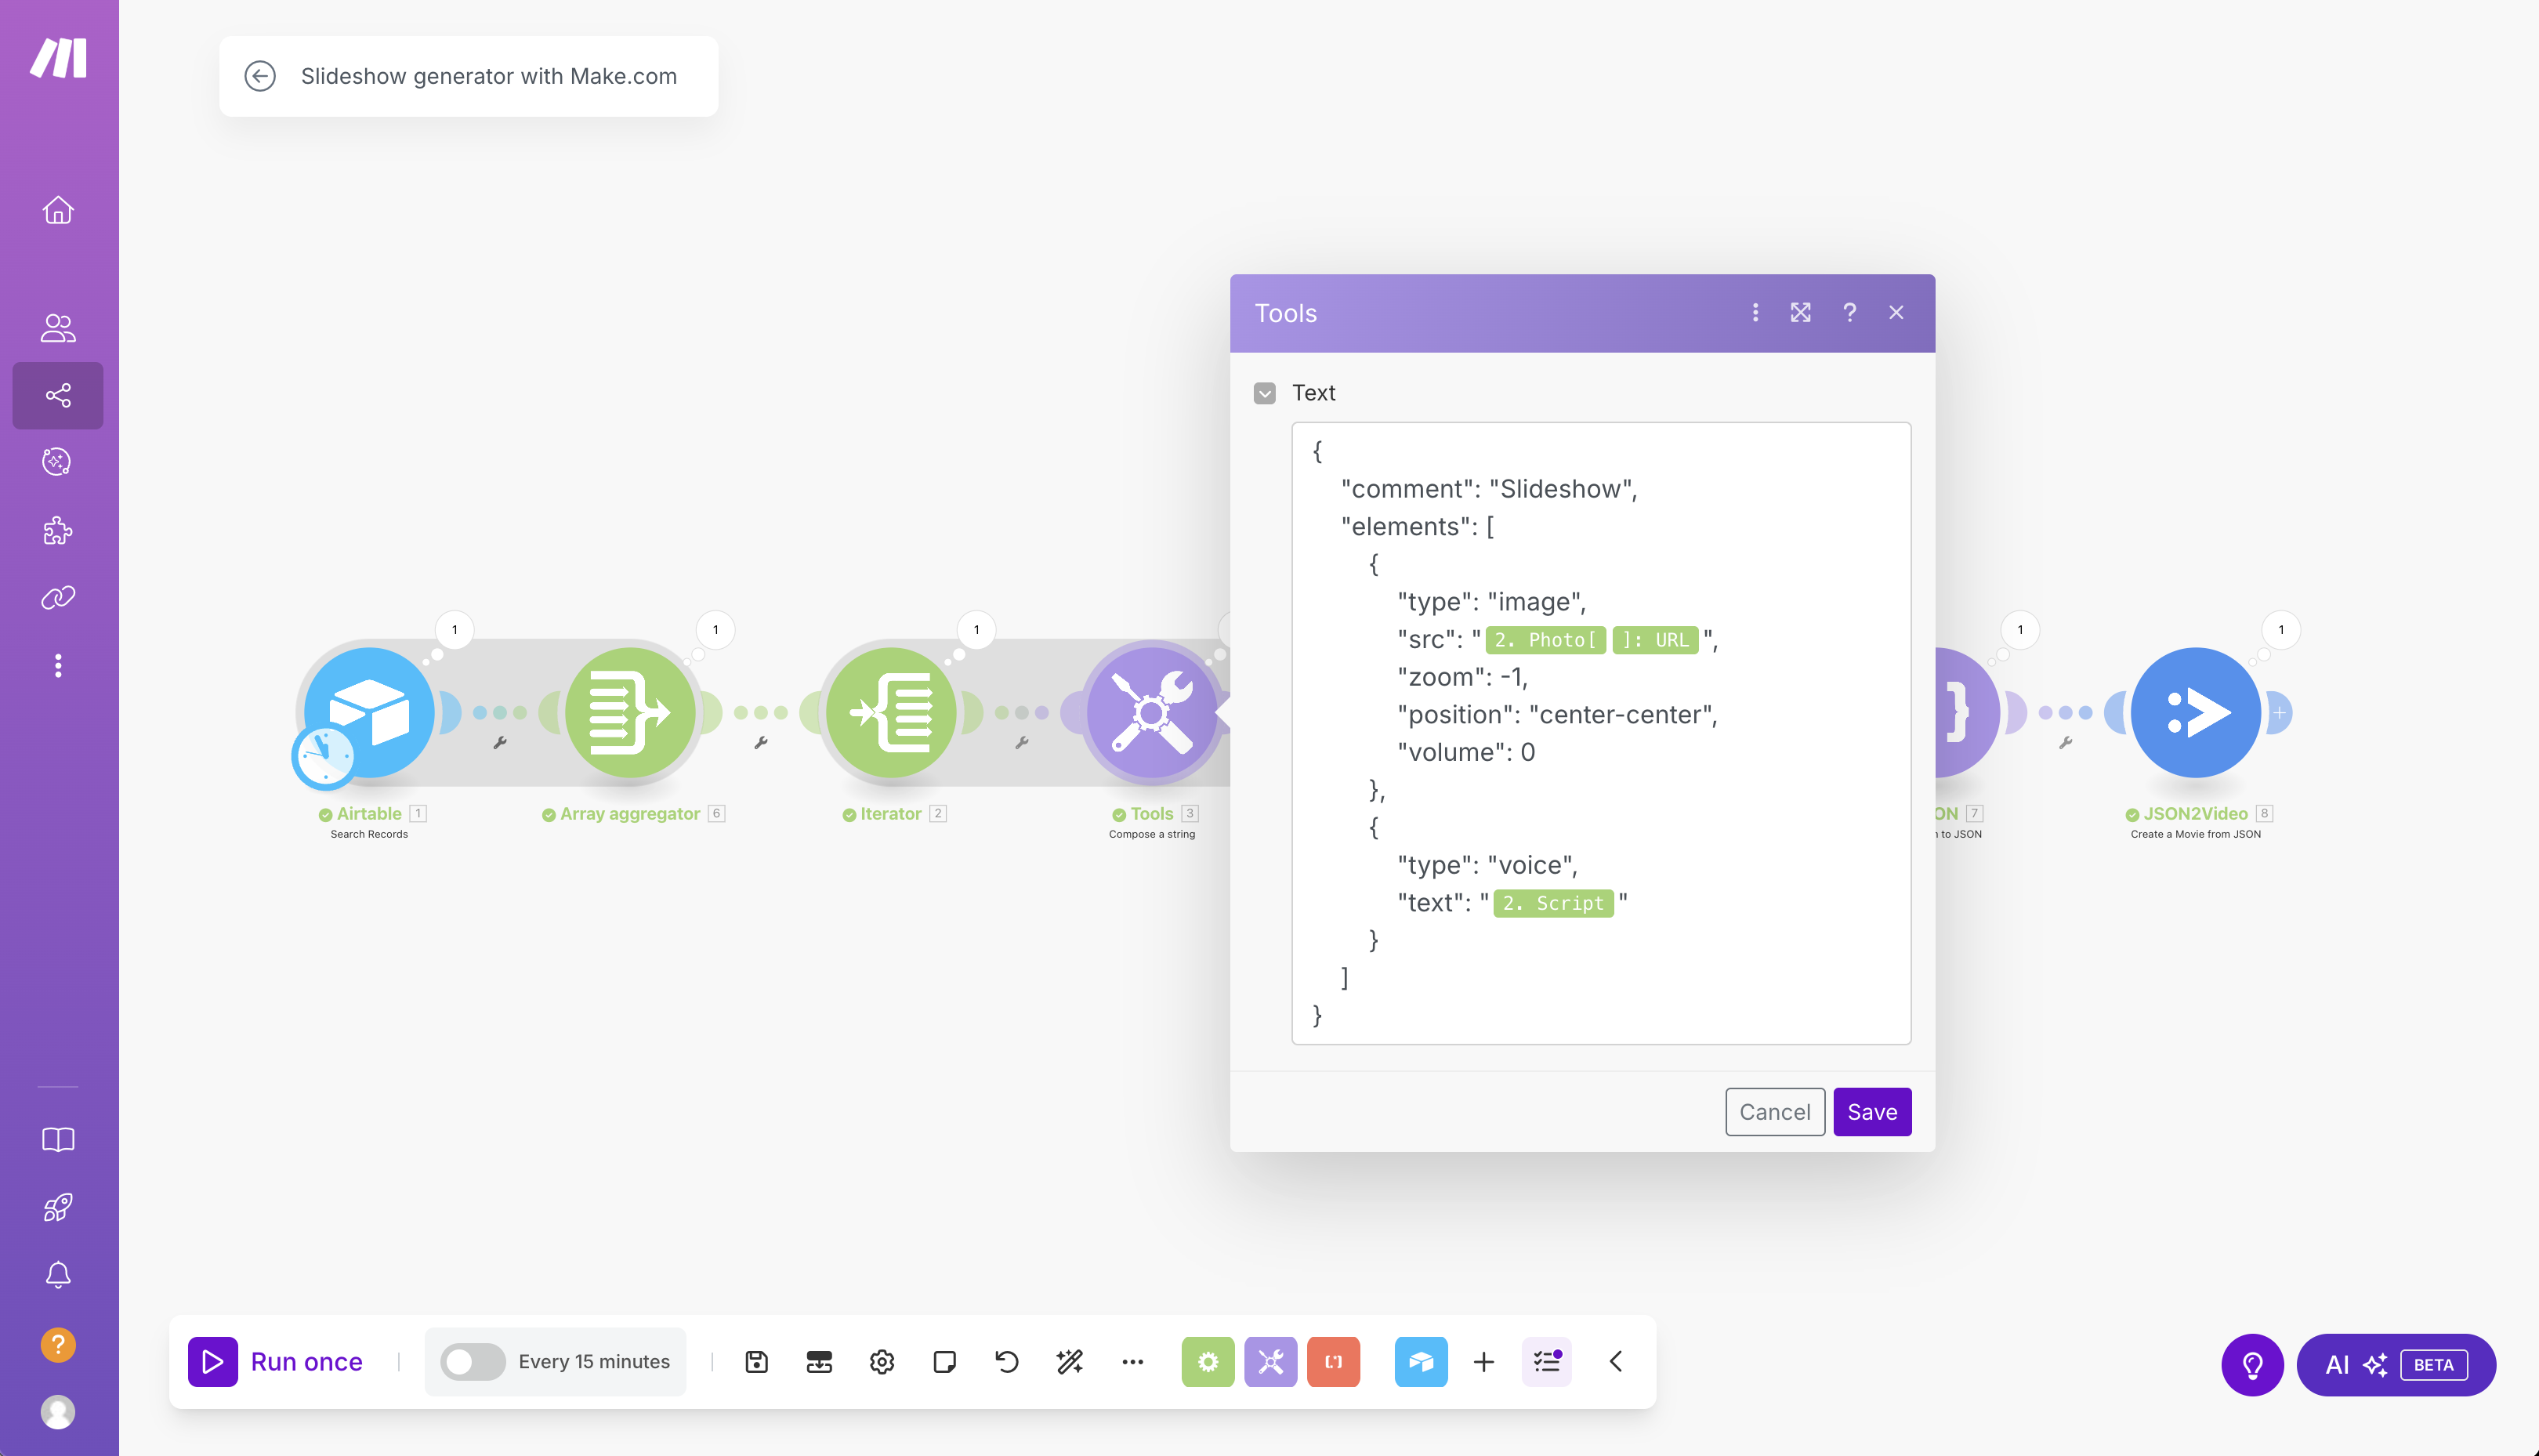 Slideshow generator with Make.com
Tools
?
Text
{
"comment": "Slideshow",
"elements": [
{
"type": "image",
"src": "2. Photo[ ]: URL",
"zoom": -1,
"position": "center-center",
"volume": 0
},
{
"type": "voice",
"text": "2. Script"
}
]
}
Cancel
Save
1
1
1
1
1
Airtable 1
Search Records
Array aggregator 6
Iterator 2
Tools 3
Compose a string
ON 7
to JSON
JSON2Video 8
Create a Movie from JSON
?
Run once
Every 15 minutes
AI BETA